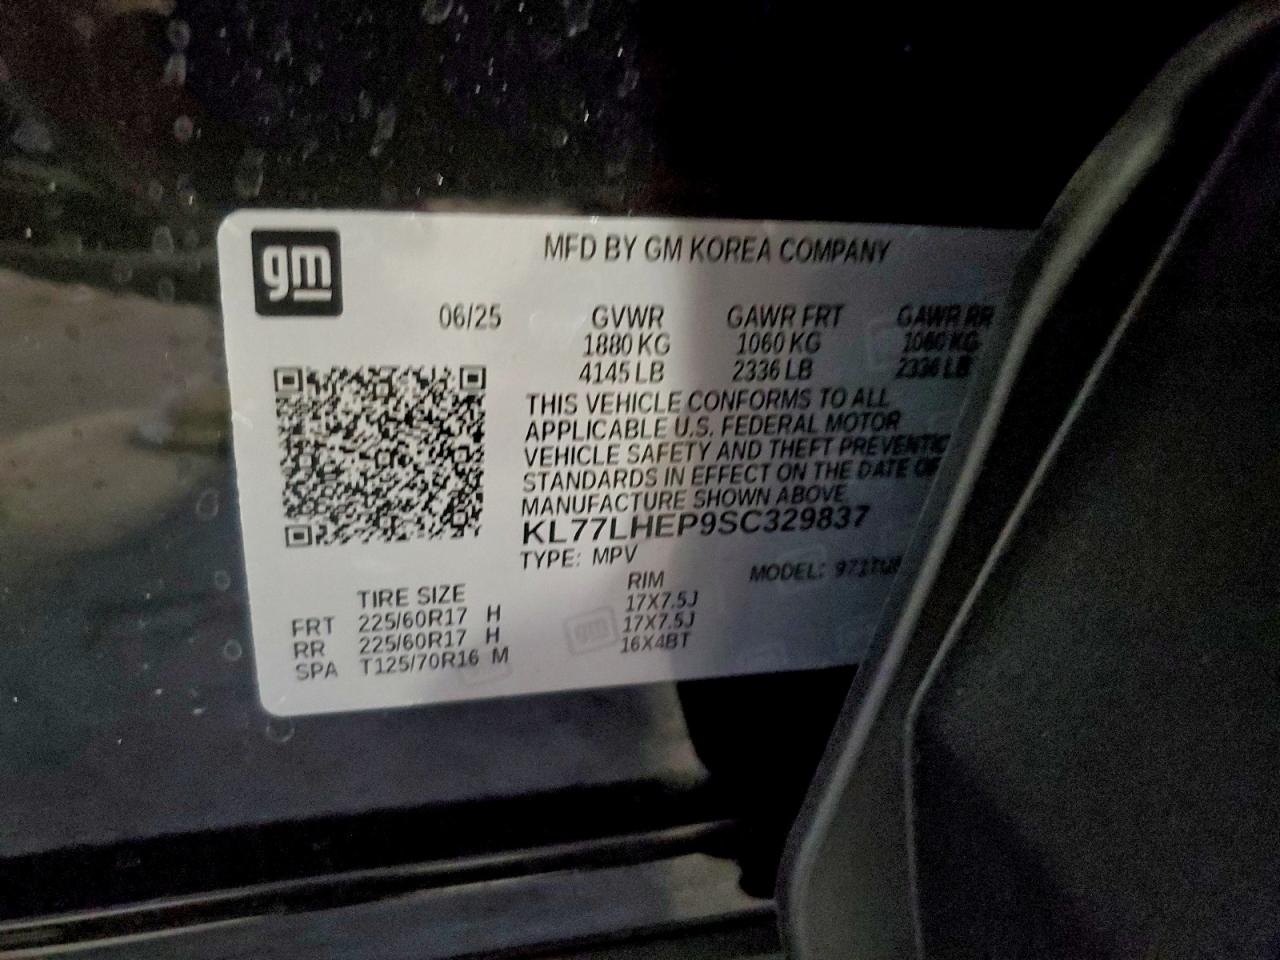 gm
MFD BY GM KOREA COMPANY
06/25 GVWR GAWR FRT GAWR RR
1880 KG 1060 KG 1060 KG
4145 LB 2336 LB 2336 LB
THIS VEHICLE CONFORMS TO ALL
APPLICABLE U.S. FEDERAL MOTOR
VEHICLE SAFETY AND THEFT PREVENTIO
STANDARDS IN EFFECT ON THE DATE OF
MANUFACTURE SHOWN ABOVE
KL77LHEP9SC329837
TYPE: MPV MODEL:
TIRE SIZE RIM
FRT 225/60R17 H 17X7.5J
RR 225/60R17 H 17X7.5J
SPA T125/70R16 M 16X4BT